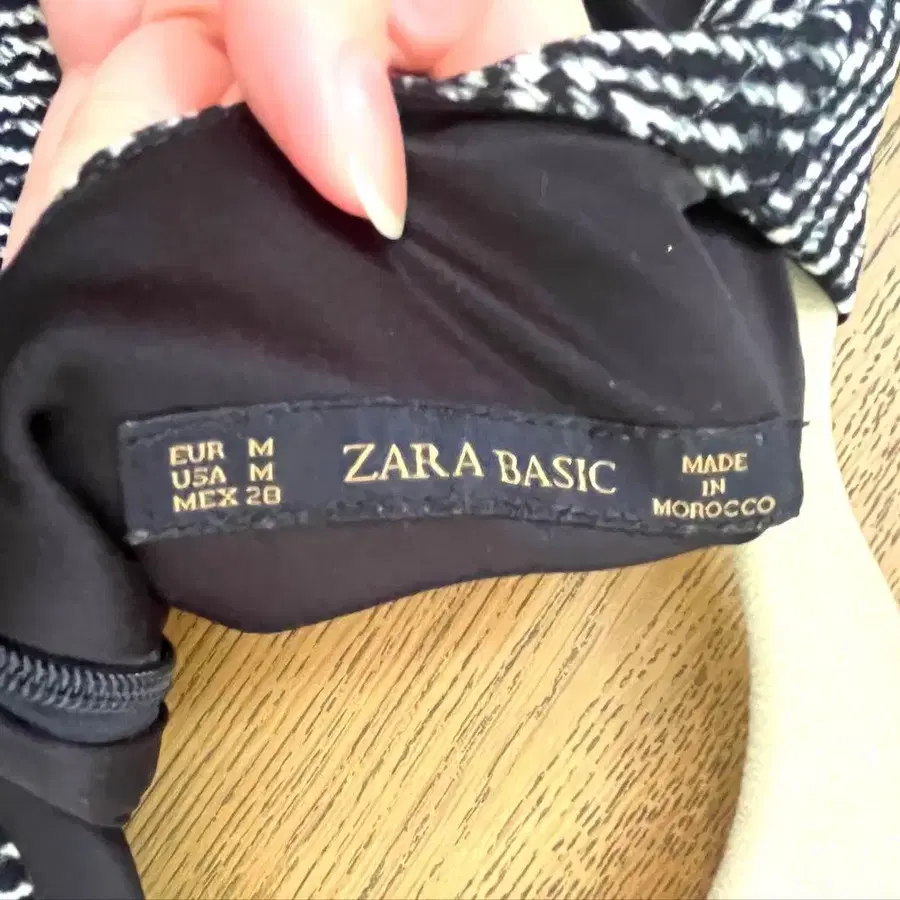 EUR M
USA M
MEX 28
ZARA BASIC
MADE
IN
MOROCCO